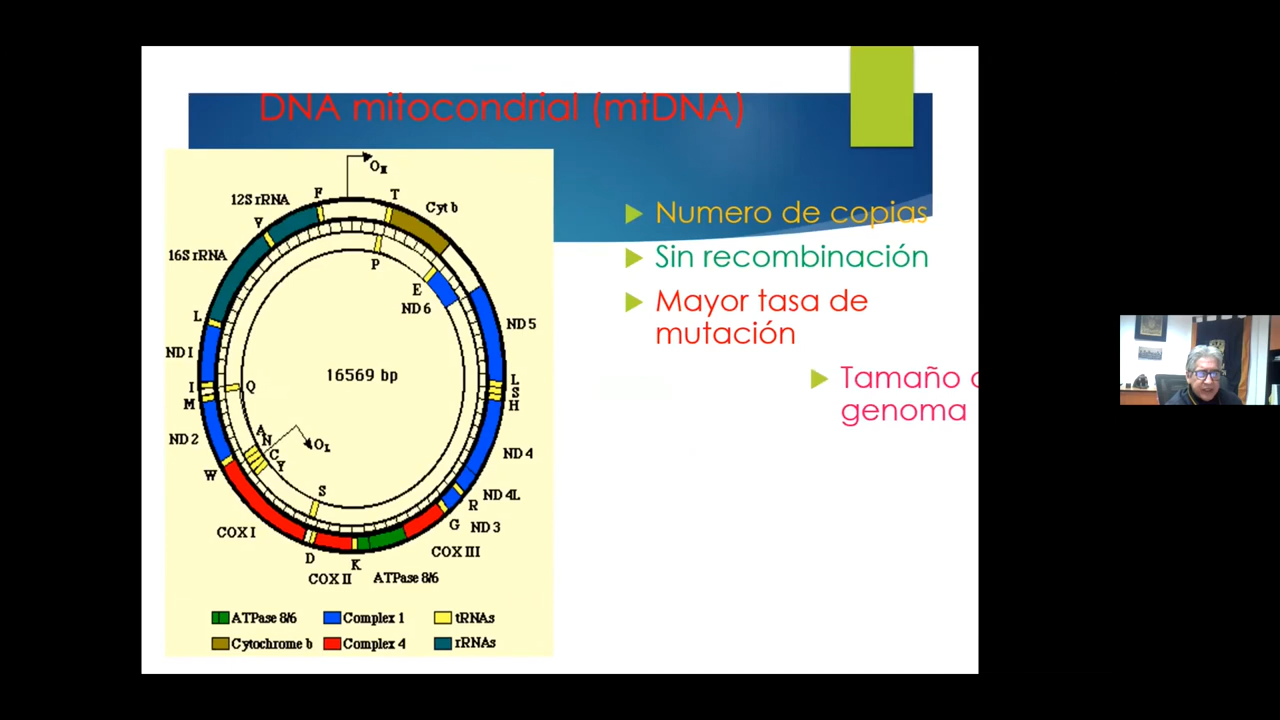 DNA mitocondrial (mtDNA)
O_H
F
T
12S rRNA
Cyt b
V
16S rRNA
P
E
ND 6
L
ND 5
ND 1
16569 bp
L
I
Q
S
M
H
A
N
ND 2
C
O_L
ND 4
Y
W
S
ND 4L
R
COX I
G
ND 3
COX III
D
K
COX II
ATPase 8/6
ATPase 8/6
Complex 1
tRNAs
Cytochrome b
Complex 4
rRNAs
Numero de copias
Sin recombinación
Mayor tasa de
mutación
Tamaño
genoma